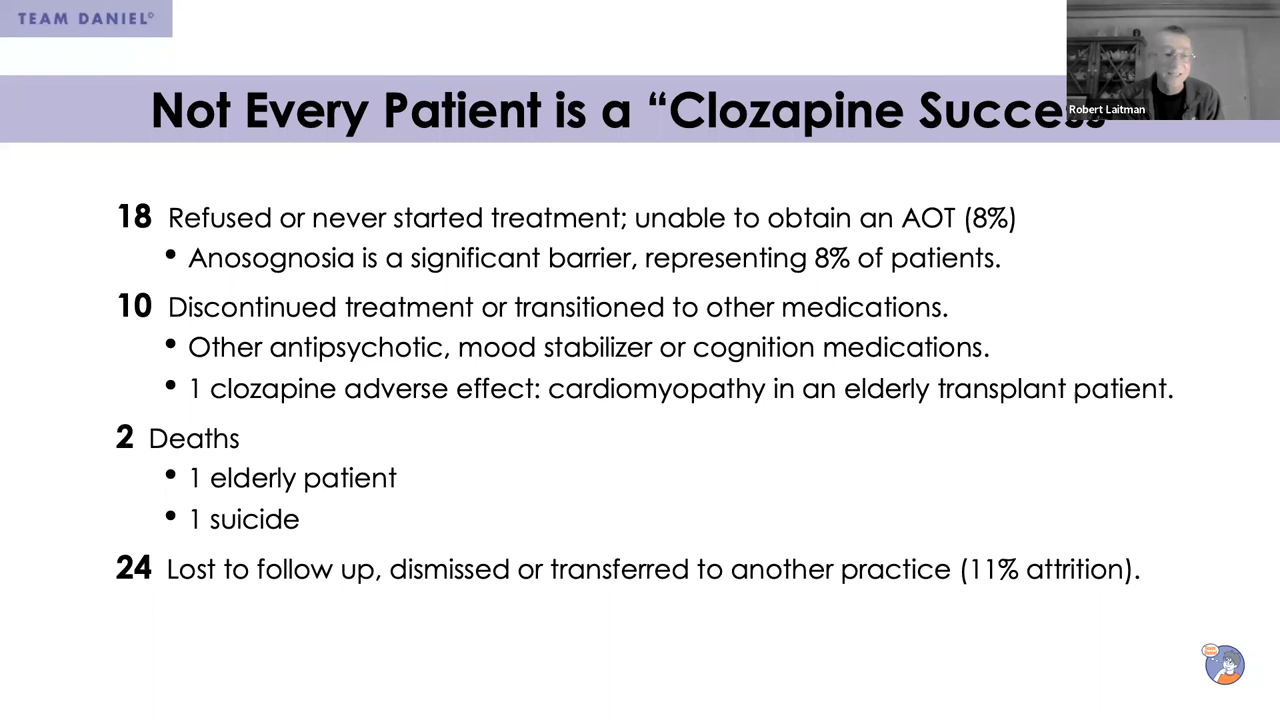 TEAM DANIEL©
Not Every Patient is a “Clozapine Success”
Robert Laitman
18 Refused or never started treatment; unable to obtain an AOT (8%)
• Anosognosia is a significant barrier, representing 8% of patients.
10 Discontinued treatment or transitioned to other medications.
• Other antipsychotic, mood stabilizer or cognition medications.
• 1 clozapine adverse effect: cardiomyopathy in an elderly transplant patient.
2 Deaths
• 1 elderly patient
• 1 suicide
24 Lost to follow up, dismissed or transferred to another practice (11% attrition).